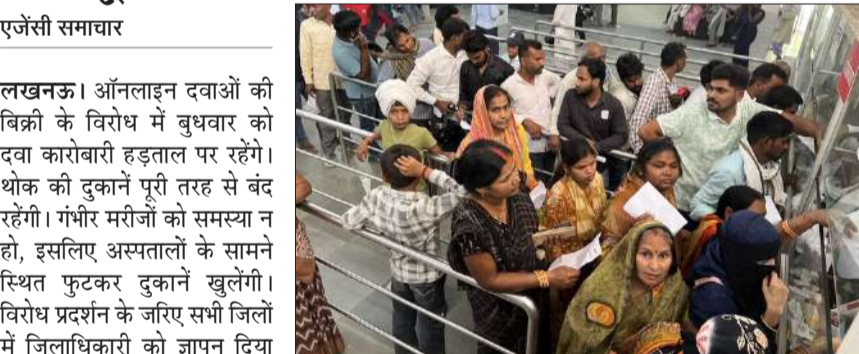 एजेंसी समाचार
लखनऊ। ऑनलाइन दवाओं की
बिक्री के विरोध में बुधवार को
दवा कारोबारी हड़ताल पर रहेंगे।
थोक की दुकानें पूरी तरह से बंद
रहेंगी। गंभीर मरीजों को समस्या न
हो, इसलिए अस्पतालों के सामने
स्थित फुटकर दुकानें खुलेंगी।
विरोध प्रदर्शन के जरिए सभी जिलों
में जिलाधिकारी को ज्ञापन दिया